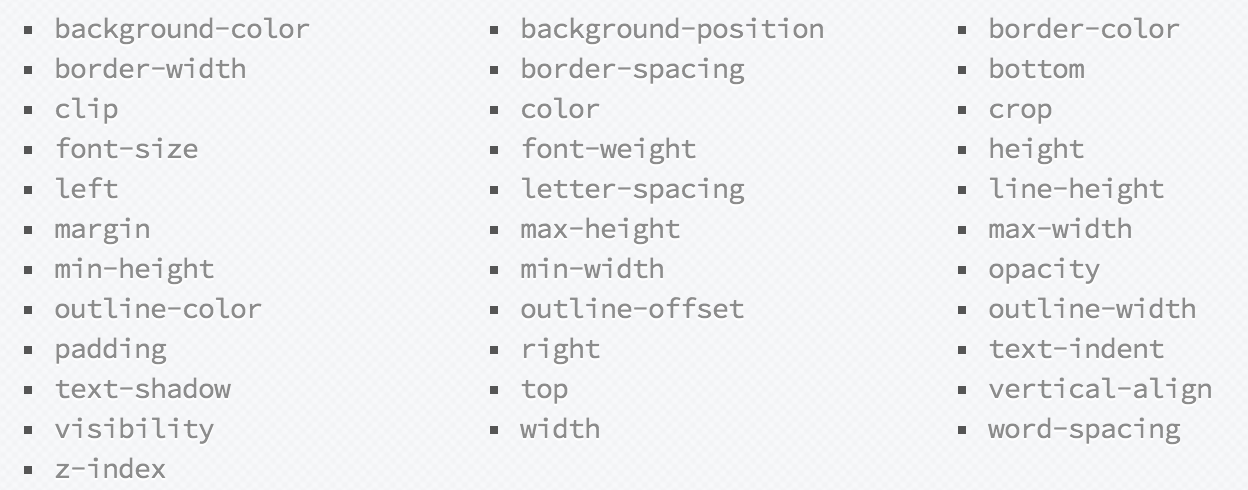 ▪ background-color ▪ background-position ▪ border-color
▪ border-width ▪ border-spacing ▪ bottom
▪ clip ▪ color ▪ crop
▪ font-size ▪ font-weight ▪ height
▪ left ▪ letter-spacing ▪ line-height
▪ margin ▪ max-height ▪ max-width
▪ min-height ▪ min-width ▪ opacity
▪ outline-color ▪ outline-offset ▪ outline-width
▪ padding ▪ right ▪ text-indent
▪ text-shadow ▪ top ▪ vertical-align
▪ visibility ▪ width ▪ word-spacing
▪ z-index